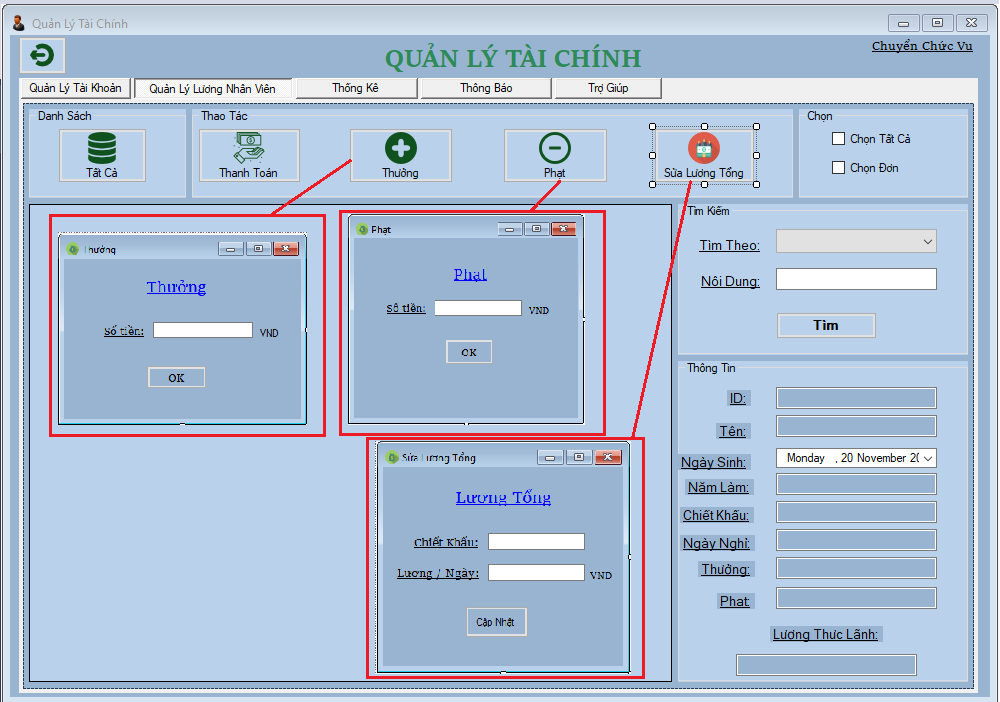 Quản Lý Tài Chính
QUẢN LÝ TÀI CHÍNH
Chuyển Chức Vụ
Quản Lý Tài Khoản
Quản Lý Lương Nhân Viên
Thống Kê
Thông Báo
Trợ Giúp
Danh Sách
Tất Cả
Thao Tác
Thanh Toán
Thưởng
Phạt
Sửa Lương Tổng
Chọn
Chọn Tất Cả
Chọn Đơn
Thưởng
Thưởng
Số tiền:
VND
OK
Phạt
Phạt
Số tiền:
VND
OK
Sửa Lương Tổng
Lương Tổng
Chiết Khấu:
Lương / Ngày:
VND
Cập Nhật
Tìm Kiếm
Tìm Theo:
Nội Dung:
Tìm
Thông Tin
ID:
Tên:
Ngày Sinh:
Monday , 20 November 20
Năm Làm:
Chiết Khấu:
Ngày Nghỉ:
Thưởng:
Phạt:
Lương Thực Lãnh: